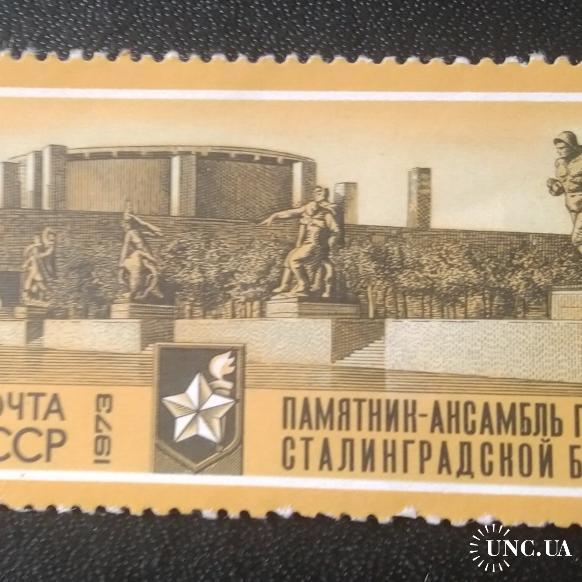 ОЧТА
ССР
1973
ПАМЯТНИК-АНСАМБЛЬ Г
СТАЛИНГРАДСКОЙ Б
UNC.UA